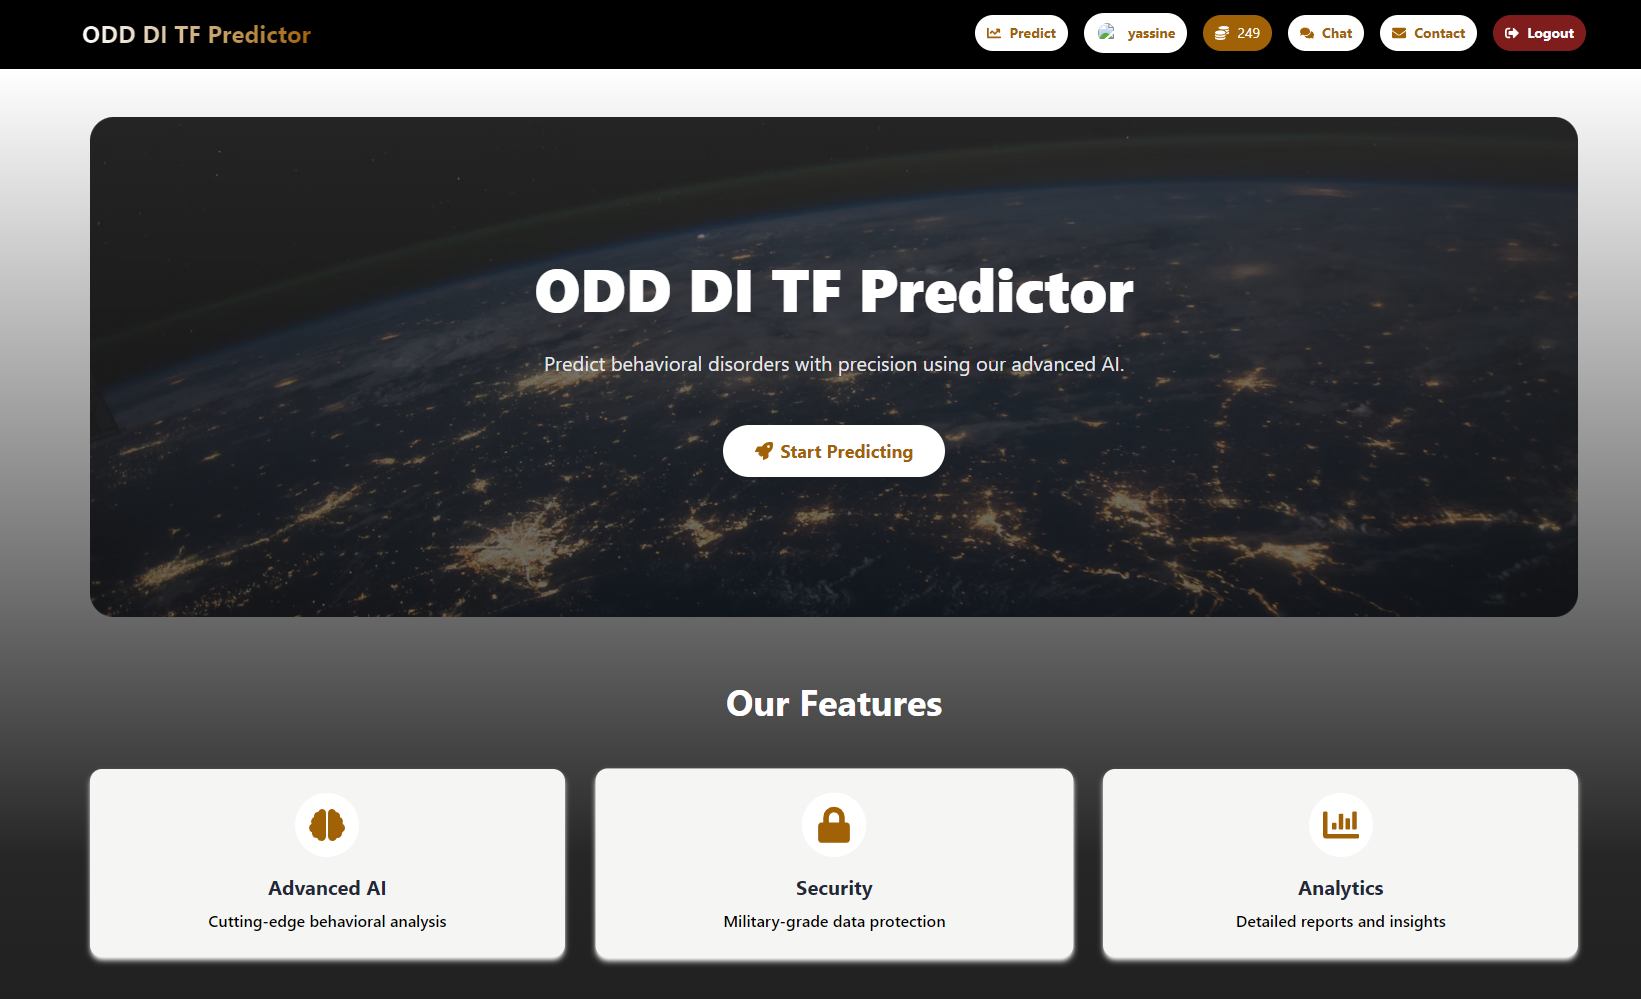 ODD DI TF Predictor
Predict
yassine
249
Chat
Contact
Logout
ODD DI TF Predictor
Predict behavioral disorders with precision using our advanced AI.
Start Predicting
Our Features
Advanced AI
Cutting-edge behavioral analysis
Security
Military-grade data protection
Analytics
Detailed reports and insights